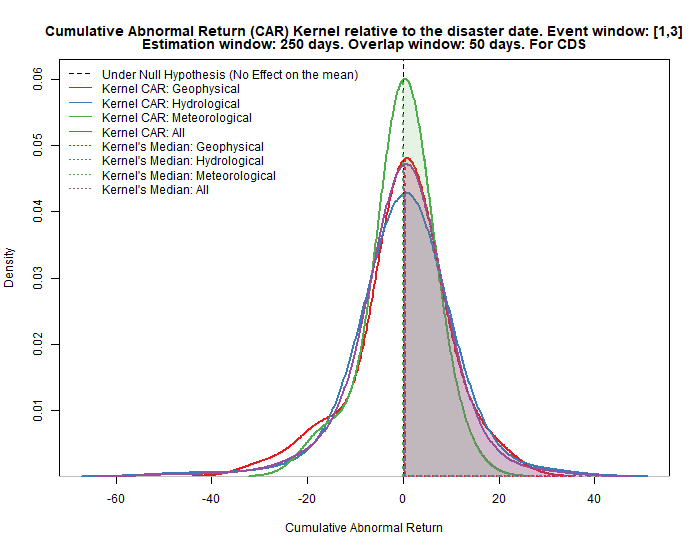 Cumulative Abnormal Return (CAR) Kernel relative to the disaster date. Event window: [1,3]
Estimation window: 250 days. Overlap window: 50 days. For CDS
Under Null Hypothesis (No Effect on the mean)
Kernel CAR: Geophysical
Kernel CAR: Hydrological
Kernel CAR: Meteorological
Kernel CAR: All
Kernel's Median: Geophysical
Kernel's Median: Hydrological
Kernel's Median: Meteorological
Kernel's Median: All
0.06
0.05
0.04
0.03
0.02
0.01
Density
-60
-40
-20
0
20
40
Cumulative Abnormal Return